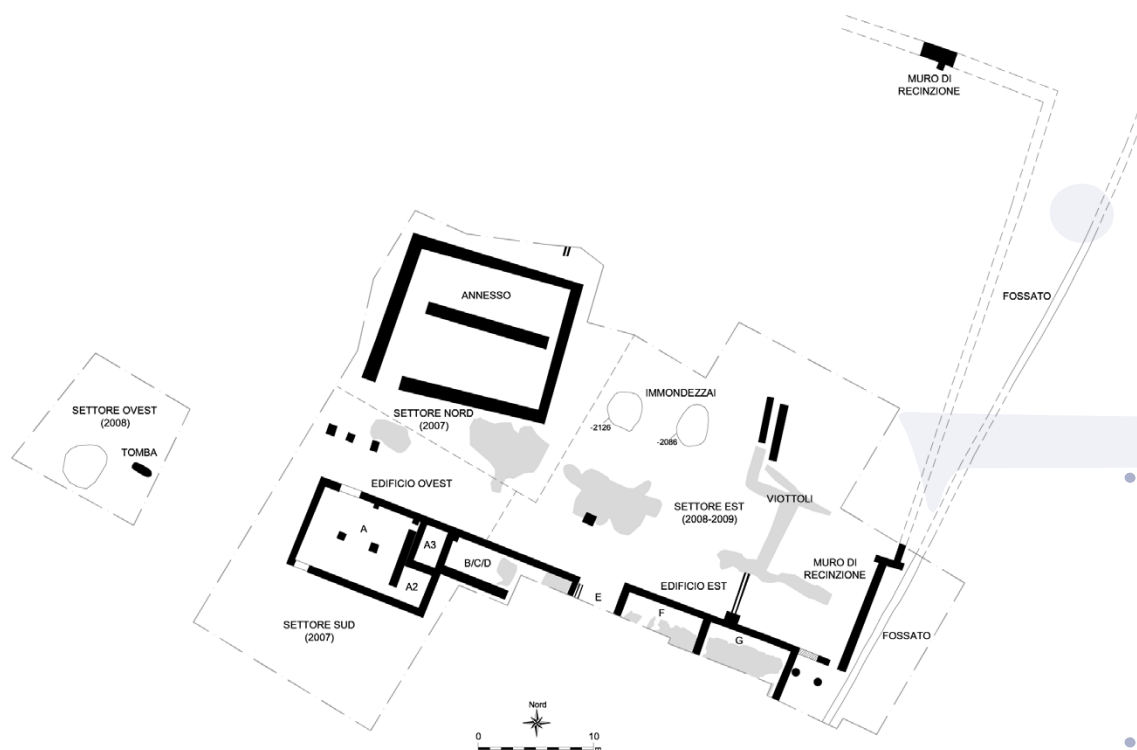 MURO DI
RECINZIONE
FOSSATO
ANNESSO
IMMONDEZZAI
-2126
-2086
SETTORE OVEST
(2008)
TOMBA
SETTORE NORD
(2007)
EDIFICIO OVEST
SETTORE EST
(2008-2009)
VIOTTOLI
A
A3
B/C/D
A2
E
EDIFICIO EST
F
G
MURO DI
RECINZIONE
FOSSATO
SETTORE SUD
(2007)
Nord
0
10
m